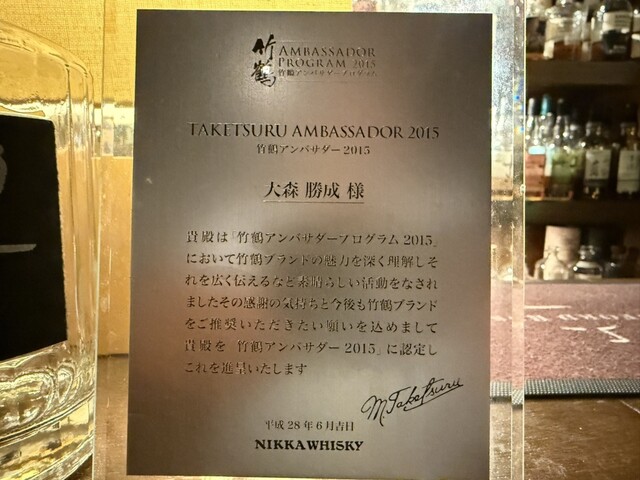 竹鶴
AMBASSADOR
PROGRAM 2015
竹鶴アンバサダープログラム
TAKETSURU AMBASSADOR 2015
竹鶴アンバサダー2015
大森 勝成 様
貴殿は「竹鶴アンバサダープログラム 2015」
において竹鶴ブランドの魅力を深く理解しそ
れを広く伝えるなど素晴らしい活動をなされ
ましたその感謝の気持ちと今後も竹鶴ブランド
をご推奨いただきたい願いを込めまして
貴殿を「竹鶴アンバサダー 2015」に認定し
これを進呈いたします
M.Taketsuru
平成 28 年 6 月吉日
NIKKA WHISKY